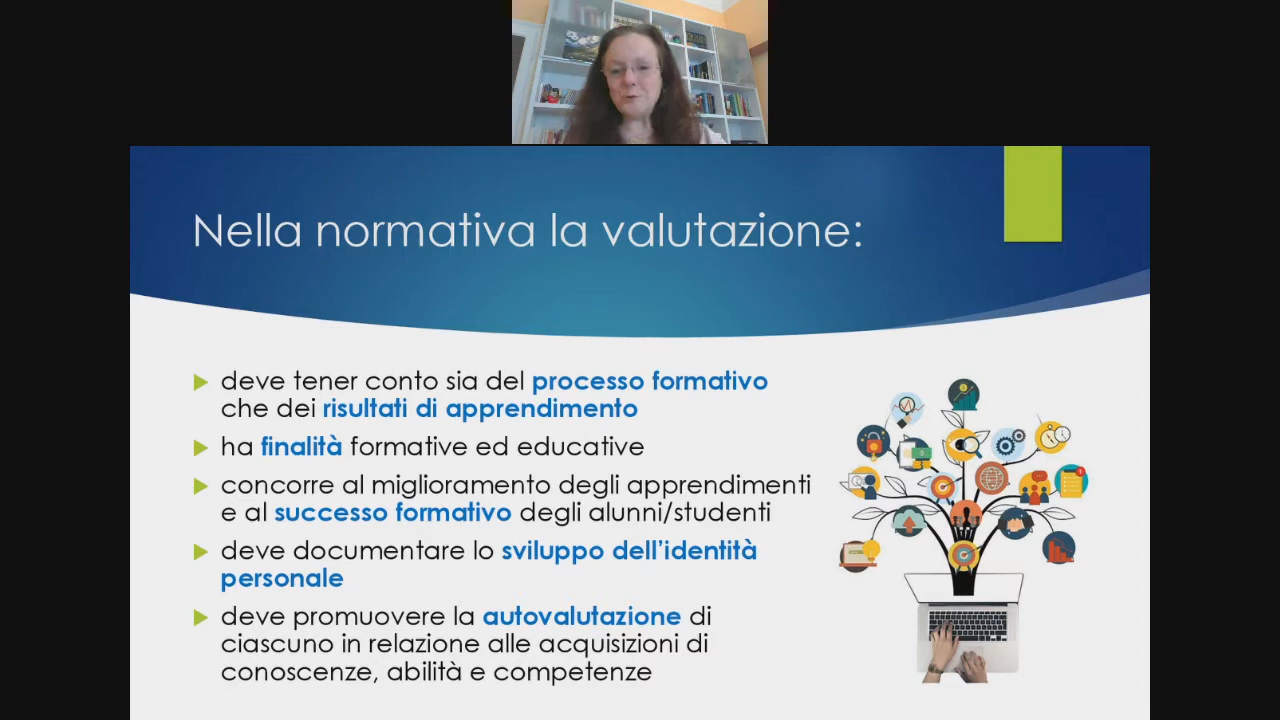 Nella normativa la valutazione:
deve tener conto sia del processo formativo
che dei risultati di apprendimento
ha finalità formative ed educative
concorre al miglioramento degli apprendimenti
e al successo formativo degli alunni/studenti
deve documentare lo sviluppo dell'identità
personale
deve promuovere la autovalutazione di
ciascuno in relazione alle acquisizioni di
conoscenze, abilità e competenze